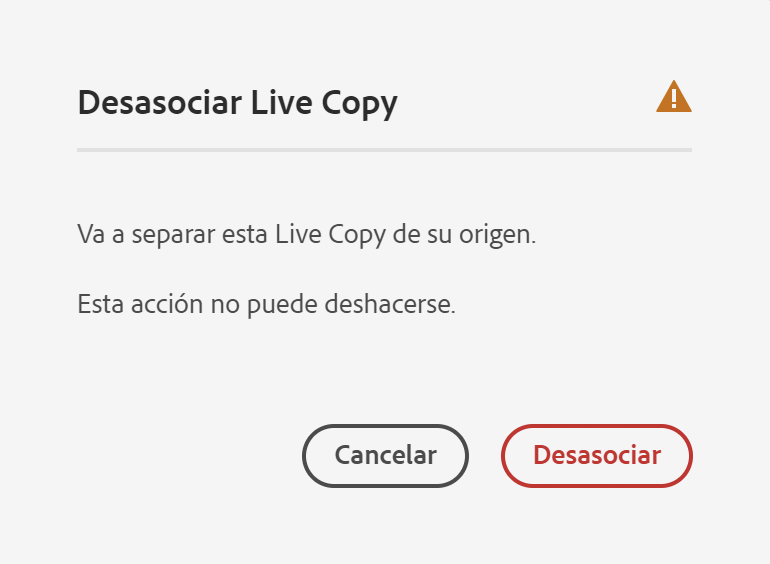 Desasociar Live Copy
Va a separar esta Live Copy de su origen.
Esta acción no puede deshacerse.
Cancelar
Desasociar